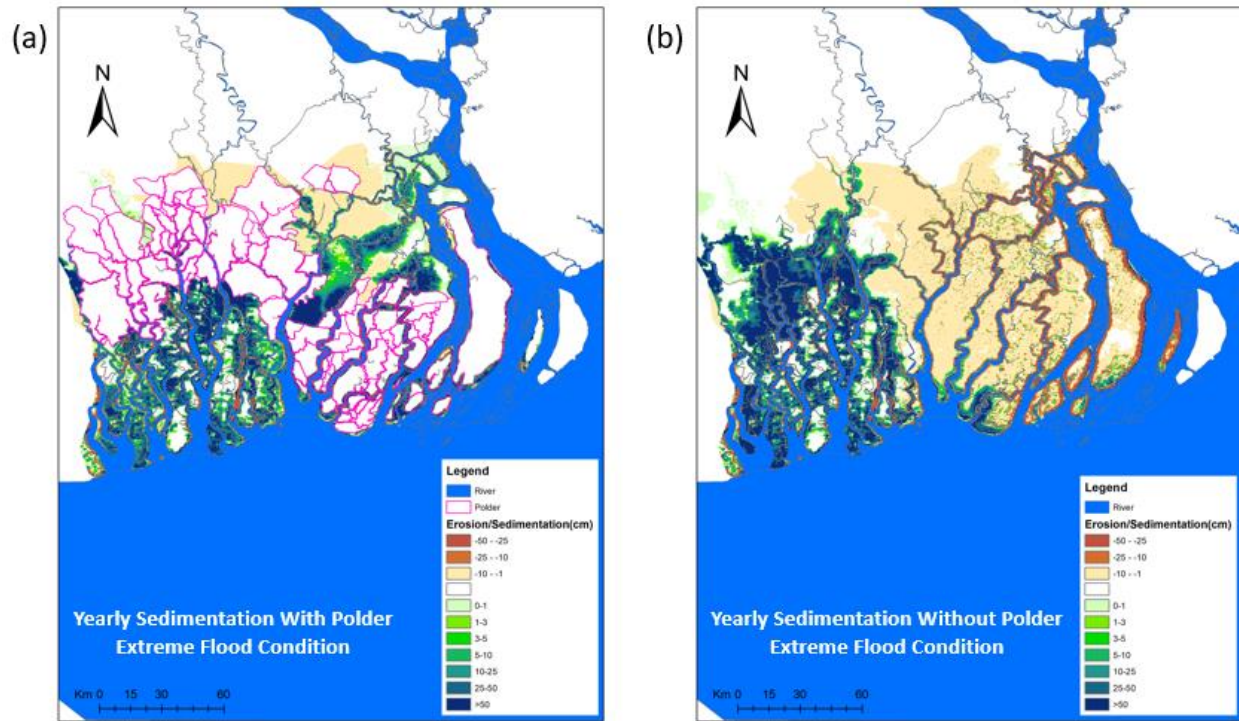 (a)
N
Legend
River
Polder
Erosion/Sedimentation(cm)
-50 - -25
-25 - -10
-10 - -1
0-1
1-3
3-5
5-10
10-25
25-50
>50
Yearly Sedimentation With Polder
Extreme Flood Condition
Km 0 15 30 60
(b)
N
Legend
River
Erosion/Sedimentation(cm)
-50 - -25
-25 - -10
-10 - -1
0-1
1-3
3-5
5-10
10-25
25-50
>50
Yearly Sedimentation Without Polder
Extreme Flood Condition
Km 0 15 30 60